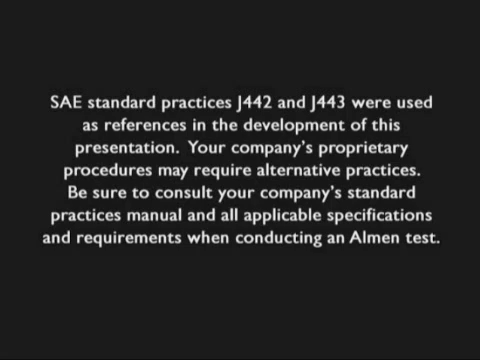 SAE standard practices J442 and J443 were used
as references in the development of this
presentation. Your company's proprietary
procedures may require alternative practices.
Be sure to consult your company's standard
practices manual and all applicable specifications
and requirements when conducting an Almen test.